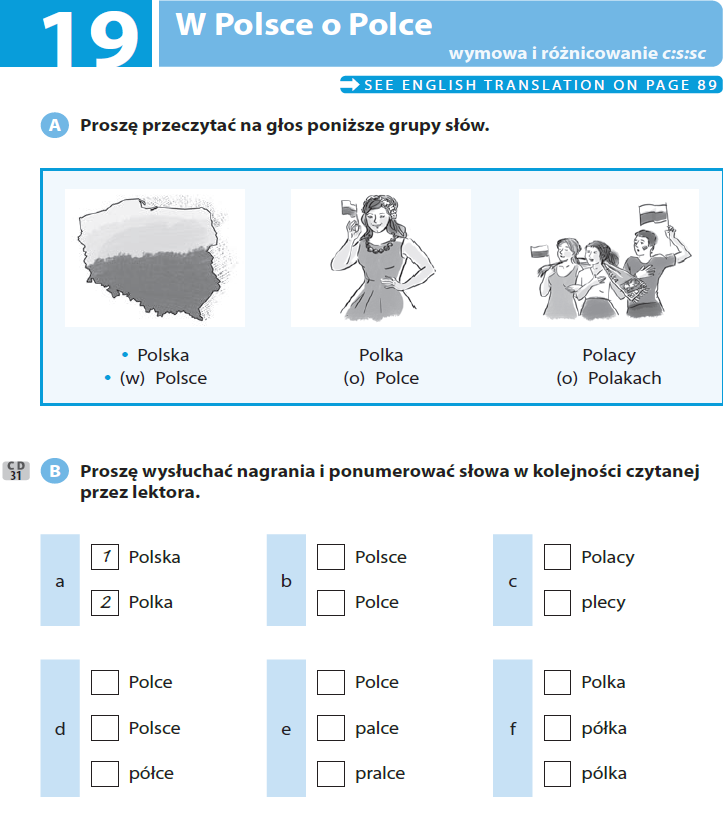 19
W Polsce o Polce
wymowa i różnicowanie c:s:sc
SEE ENGLISH TRANSLATION ON PAGE 89
A Proszę przeczytać na głos poniższe grupy słów.
• Polska
• (w) Polsce
Polka
(o) Polce
Polacy
(o) Polakach
CD
31
B Proszę wysłuchać nagrania i ponumerować słowa w kolejności czytanej
przez lektora.
a
1 Polska
2 Polka
b
Polsce
Polce
c
Polacy
plecy
d
Polce
Polsce
półce
e
Polce
palce
pralce
f
Polka
półka
pólka